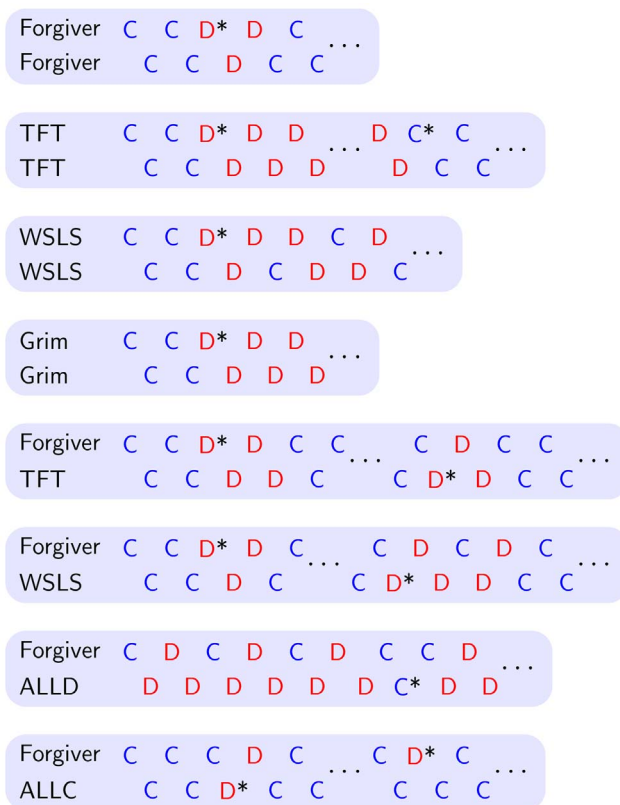 Forgiver C C D* D C ...
Forgiver C C D C C
TFT C C D* D D ... D C* C ...
TFT C C D D D D C C
WSLS C C D* D D C D ...
WSLS C C D C D D C
Grim C C D* D D ...
Grim C C D D D
Forgiver C C D* D C C ... C D C C ...
TFT C C D D C C D* D C C
Forgiver C C D* D C ... C D C D C ...
WSLS C C D C C D* D D C C
Forgiver C D C D C D C C D ...
ALLD D D D D D D C* D D
Forgiver C C C D C ... C D* C ...
ALLC C C D* C C C C C